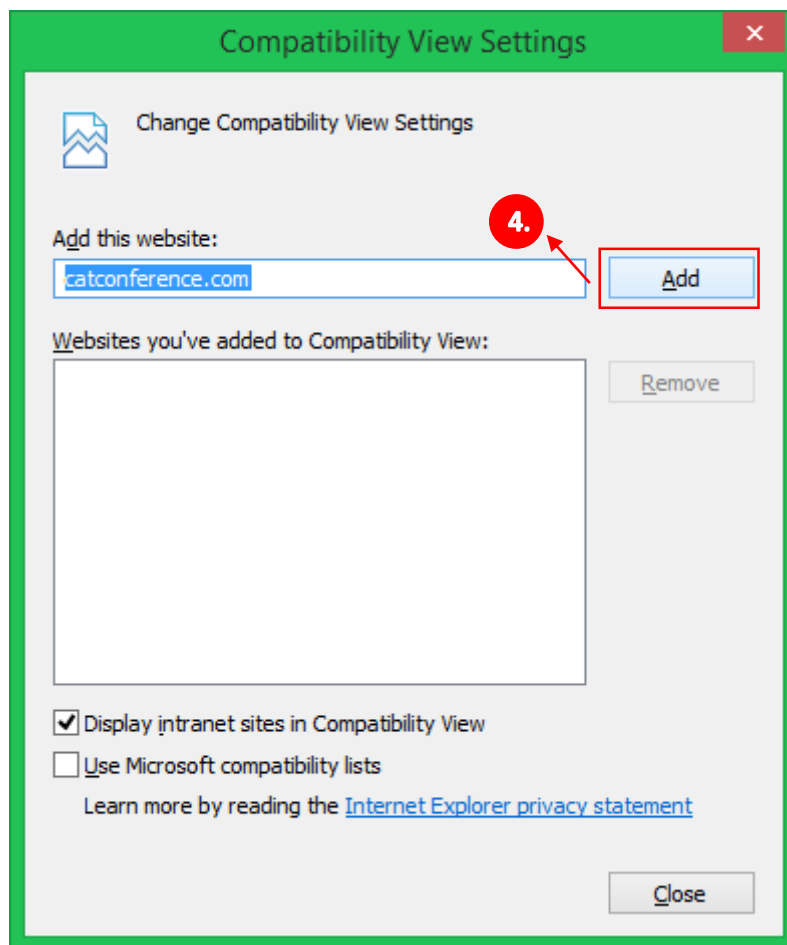 Compatibility View Settings
Change Compatibility View Settings
4.
Add this website:
catconference.com
Add
Websites you've added to Compatibility View:
Remove
Display intranet sites in Compatibility View
Use Microsoft compatibility lists
Learn more by reading the Internet Explorer privacy statement
Close